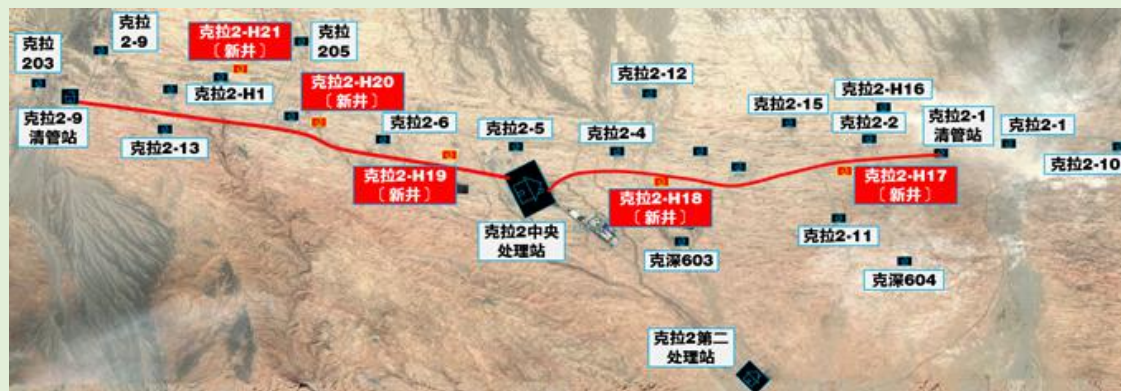 克拉
2-9
克拉2-H21
〔新井〕
克拉
205
克拉
203
克拉2-H20
〔新井〕
克拉2-12
克拉2-H1
克拉2-H16
克拉2-15
克拉2-9
清管站
克拉2-6
克拉2-5
克拉2-4
克拉2-2
克拉2-1
清管站
克拉2-1
克拉2-13
克拉2-10
克拉2-H19
〔新井〕
克拉2-H18
〔新井〕
克拉2-H17
〔新井〕
克拉2中央
处理站
克拉2-11
克深603
克深604
克拉2第二
处理站